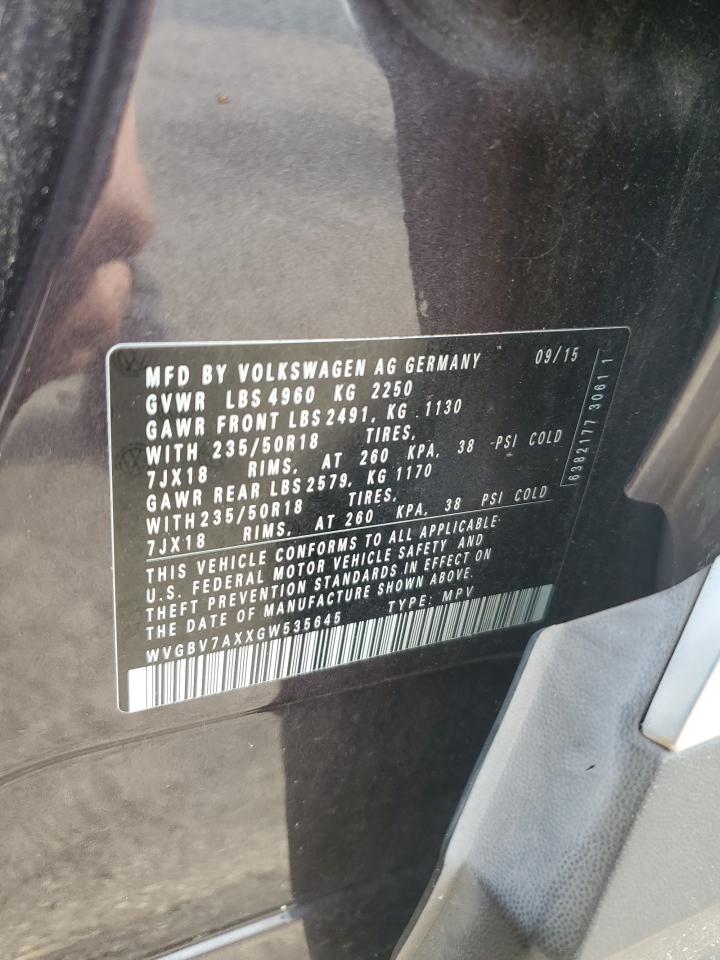 MFD BY VOLKSWAGEN AG GERMANY 09/15
GVWR LBS 4960 KG 2250
GAWR FRONT LBS 2491, KG 1130
WITH 235/50R18 TIRES,
7JX18 RIMS, AT 260 KPA, 38 -PSI COLD
GAWR REAR LBS 2579, KG 1170
WITH 235/50R18 TIRES,
7JX18 RIMS, AT 260 KPA, 38 PSI COLD
THIS VEHICLE CONFORMS TO ALL APPLICABLE-
U.S. FEDERAL MOTOR VEHICLE SAFETY AND
THEFT PREVENTION STANDARDS IN EFFECT ON
THE DATE OF MANUFACTURE SHOWN ABOVE.
WVGBV7AXXGW535645 TYPE: MPV
6382177 3061 1